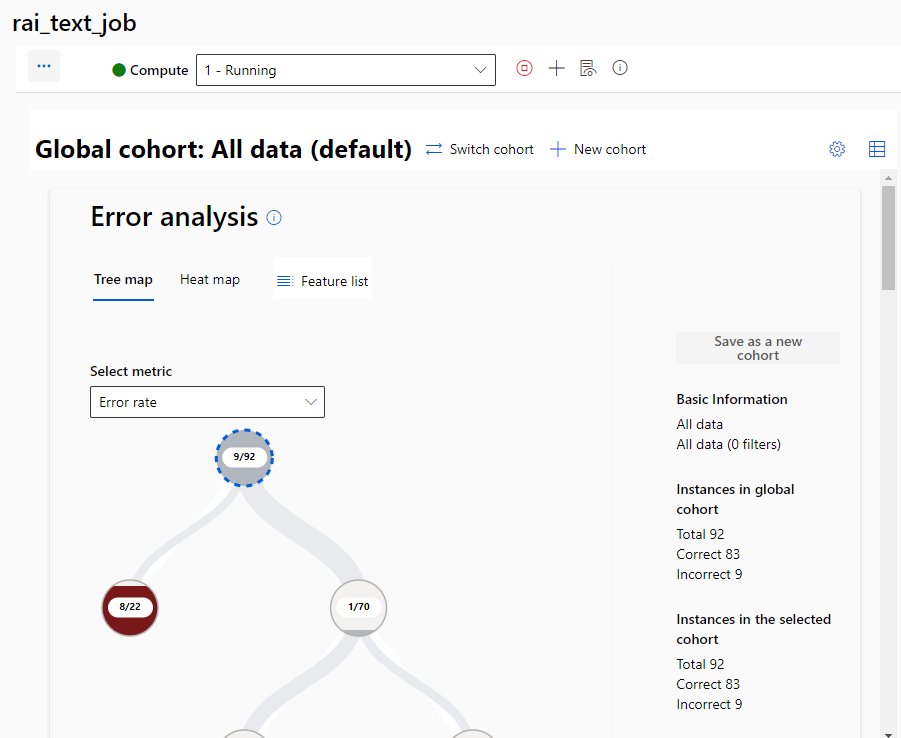 rai_text_job
Compute
1 - Running
Global cohort: All data (default)
Switch cohort
New cohort
Error analysis
Tree map
Heat map
Feature list
Select metric
Error rate
9/92
8/22
1/70
Save as a new
cohort
Basic Information
All data
All data (0 filters)
Instances in global
cohort
Total 92
Correct 83
Incorrect 9
Instances in the selected
cohort
Total 92
Correct 83
Incorrect 9